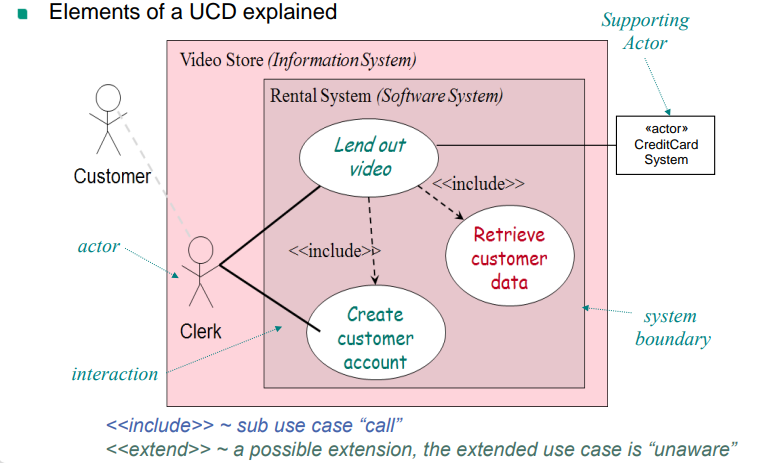 Elements of a UCD explained
Supporting
Actor
Video Store (Information System)
Rental System (Software System)
«actor»
CreditCard
System
Lend out
video
Customer
<<include>>
Retrieve
customer
data
actor
<<include>>
Clerk
Create
customer
account
system
boundary
interaction
<<include>> ~ sub use case “call”
<<extend>> ~ a possible extension, the extended use case is “unaware”